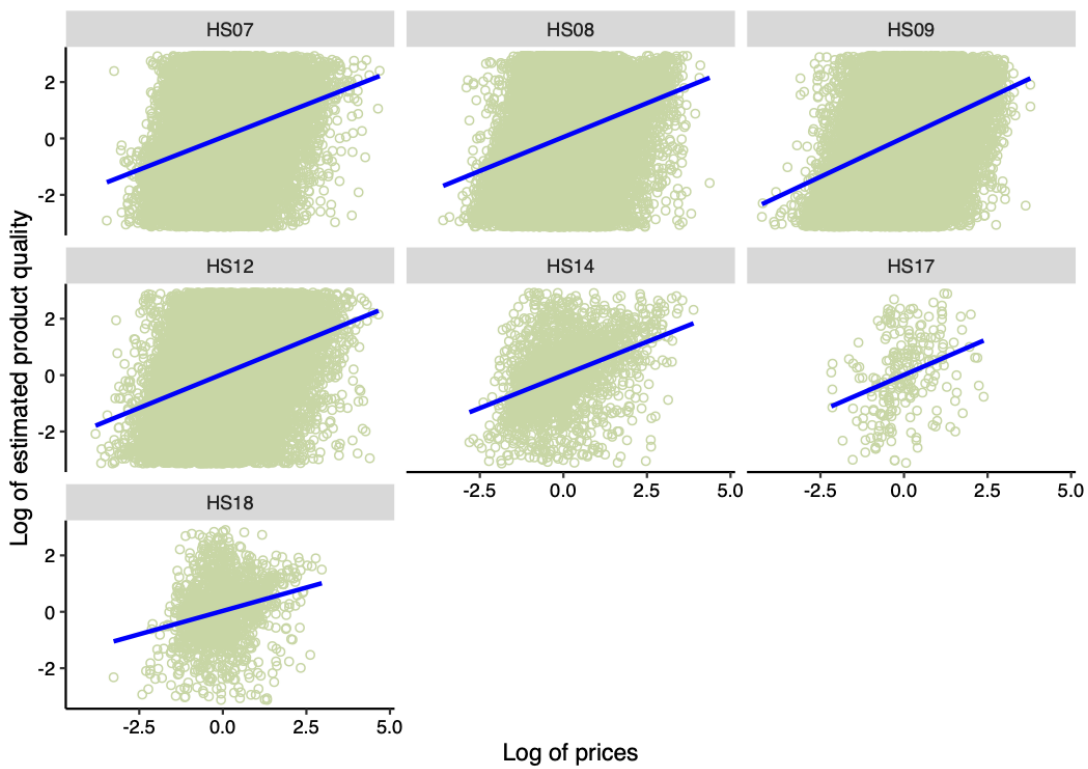 HS07 HS08 HS09
2
0
-2
HS12 HS14 HS17
2
0
-2
-2.5 0.0 2.5 5.0 -2.5 0.0 2.5 5.0
HS18
2
0
-2
-2.5 0.0 2.5 5.0
Log of prices
Log of estimated product quality